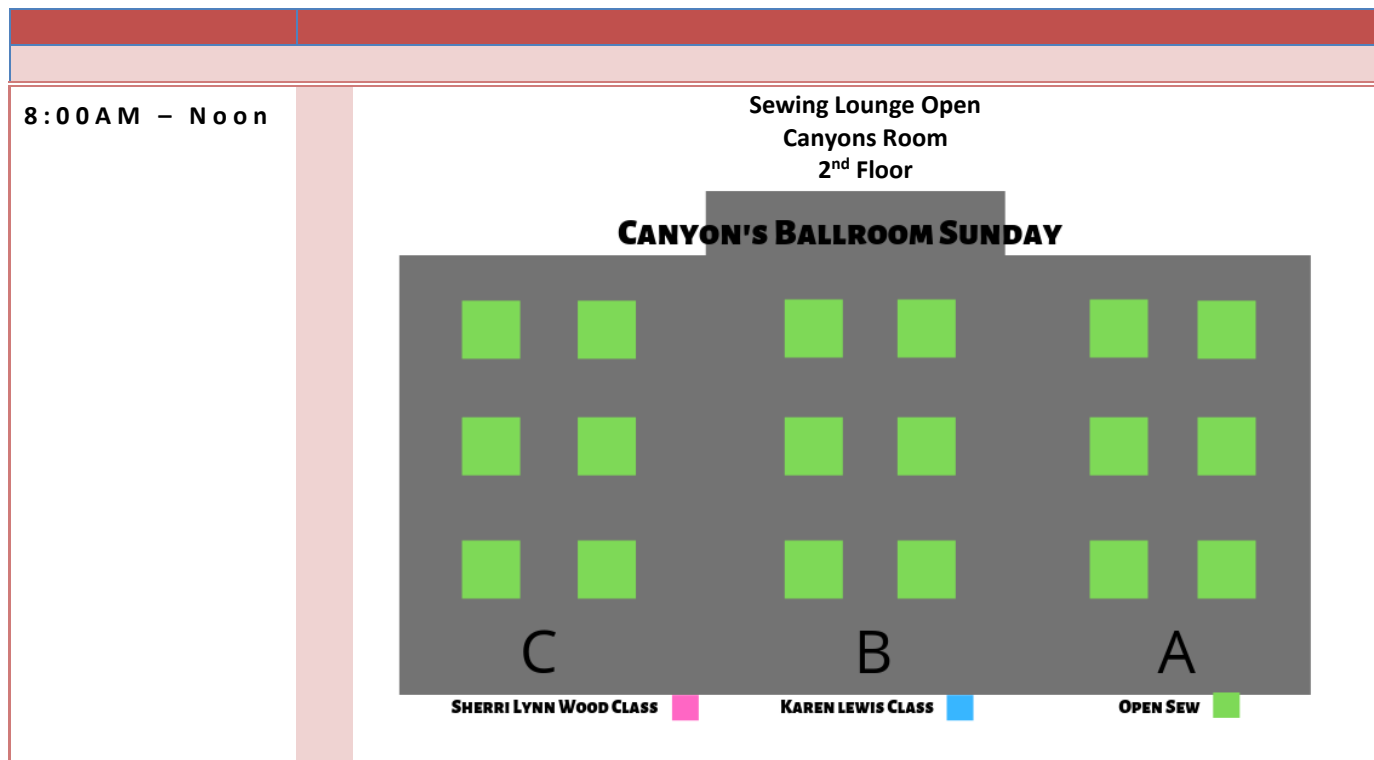 8:00AM – Noon
Sewing Lounge Open
Canyons Room
2nd Floor
CANYON'S BALLROOM SUNDAY
C
B
A
SHERRI LYNN WOOD CLASS
KAREN LEWIS CLASS
OPEN SEW